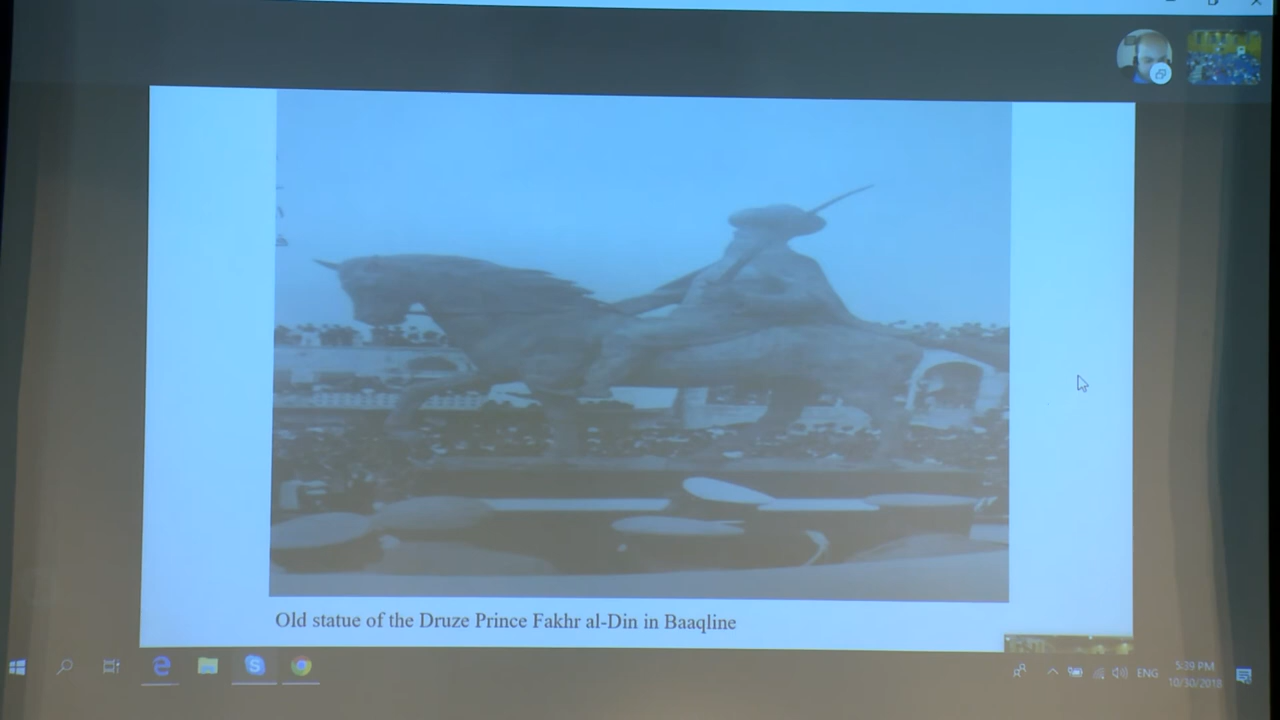 Old statue of the Druze Prince Fakhr al-Din in Baaqline
ENG
5:39 PM
10/30/2018